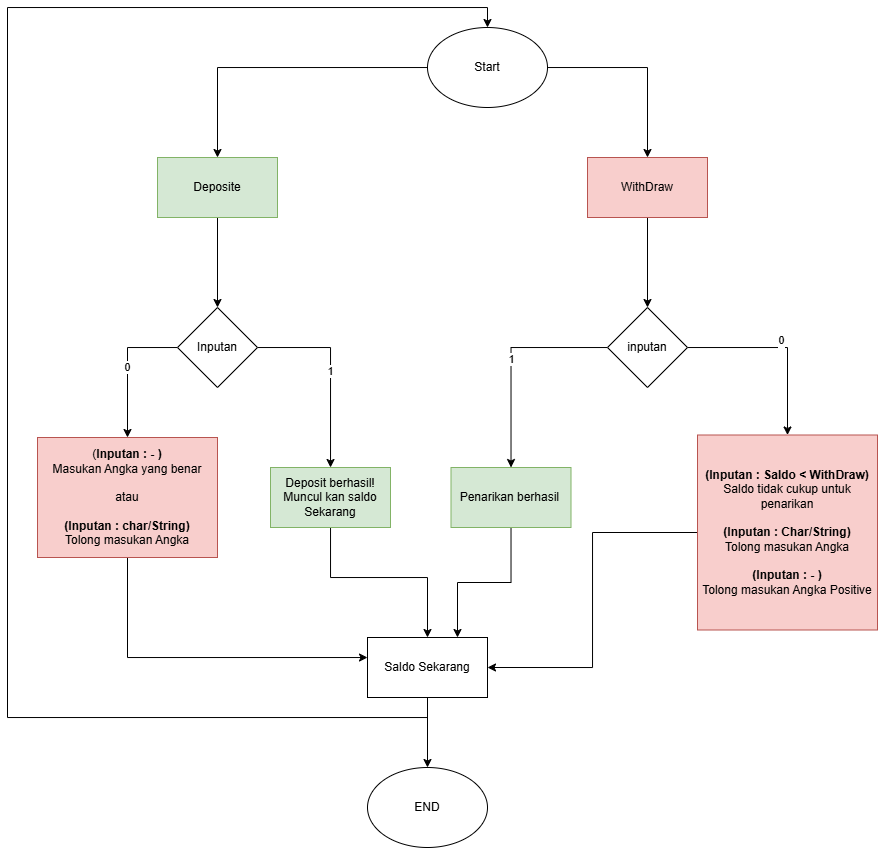 Start
Deposite
WithDraw
Inputan
inputan
0
1
1
0
(Inputan : - )
Masukan Angka yang benar
atau
(Inputan : char/String)
Tolong masukan Angka
Deposit berhasil!
Muncul kan saldo
Sekarang
Penarikan berhasil
(Inputan : Saldo < WithDraw)
Saldo tidak cukup untuk
penarikan
(Inputan : Char/String)
Tolong masukan Angka
(Inputan : - )
Tolong masukan Angka Positive
Saldo Sekarang
END